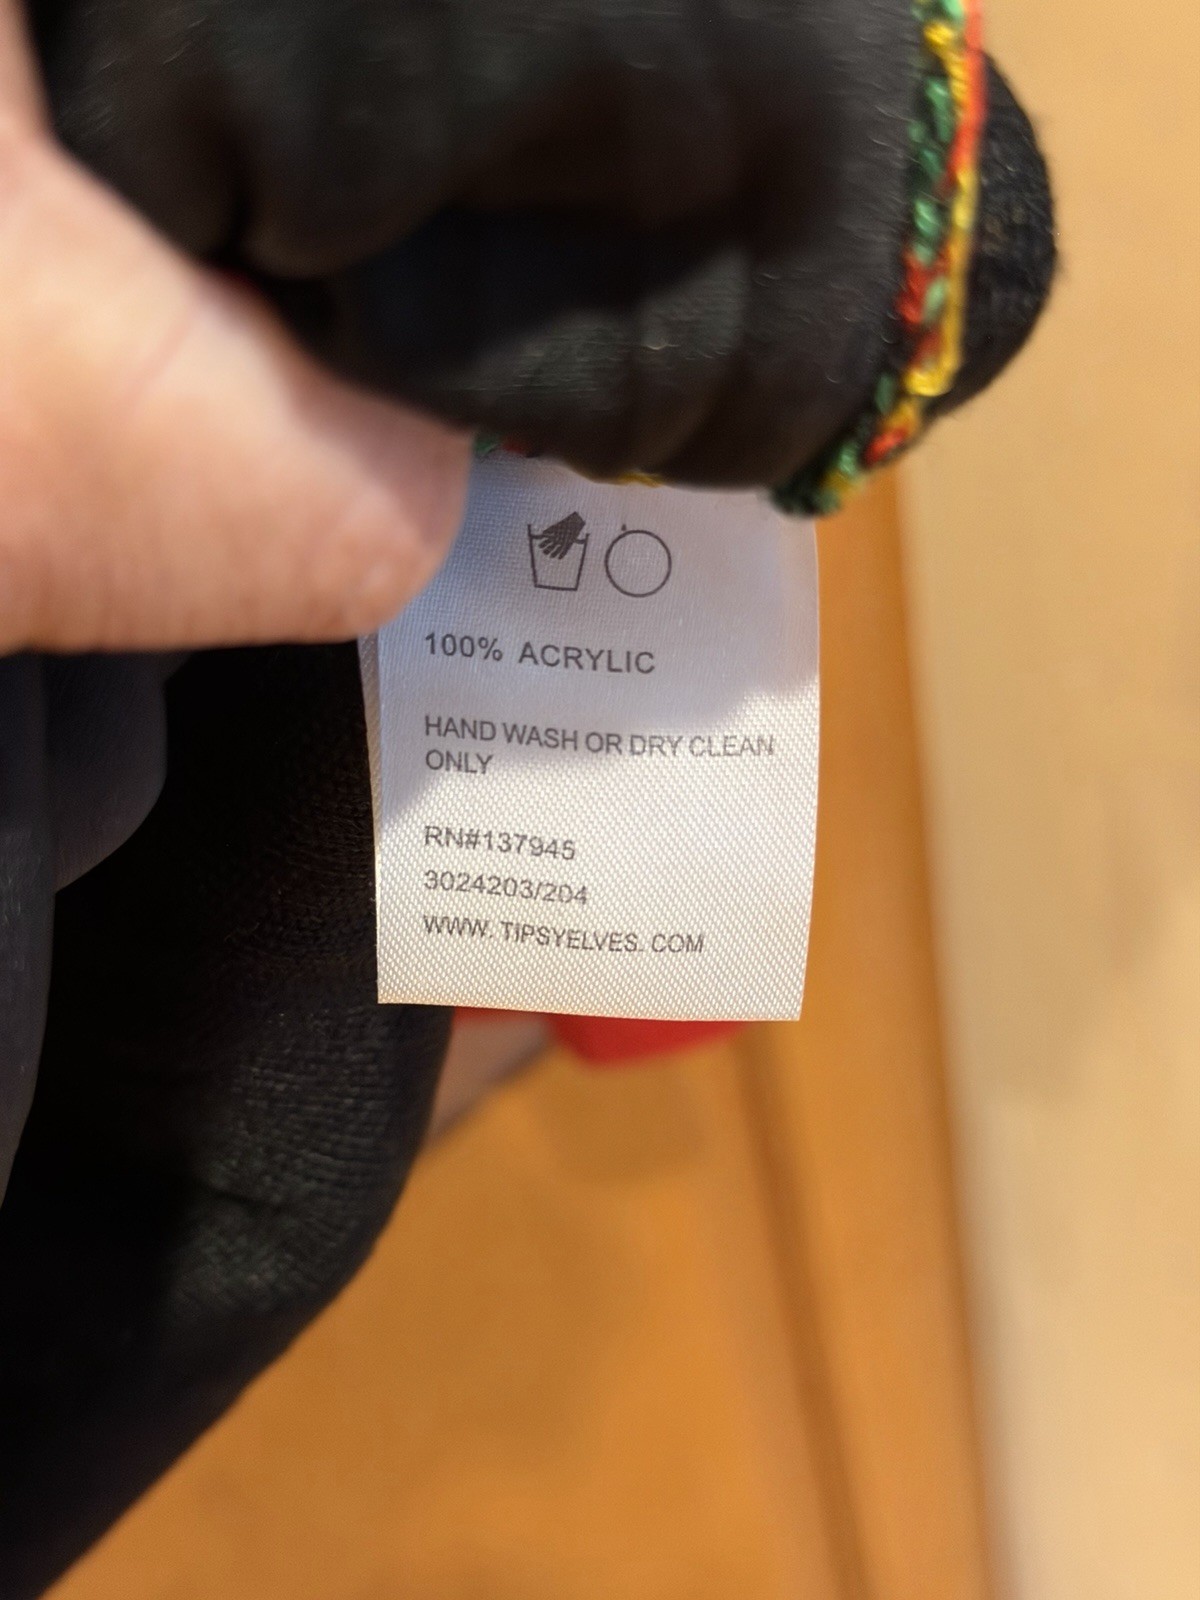 100% ACRYLIC
HAND WASH OR DRY CLEAN
ONLY
RN#137945
3024203/204
WWW. TIPSYELVES. COM